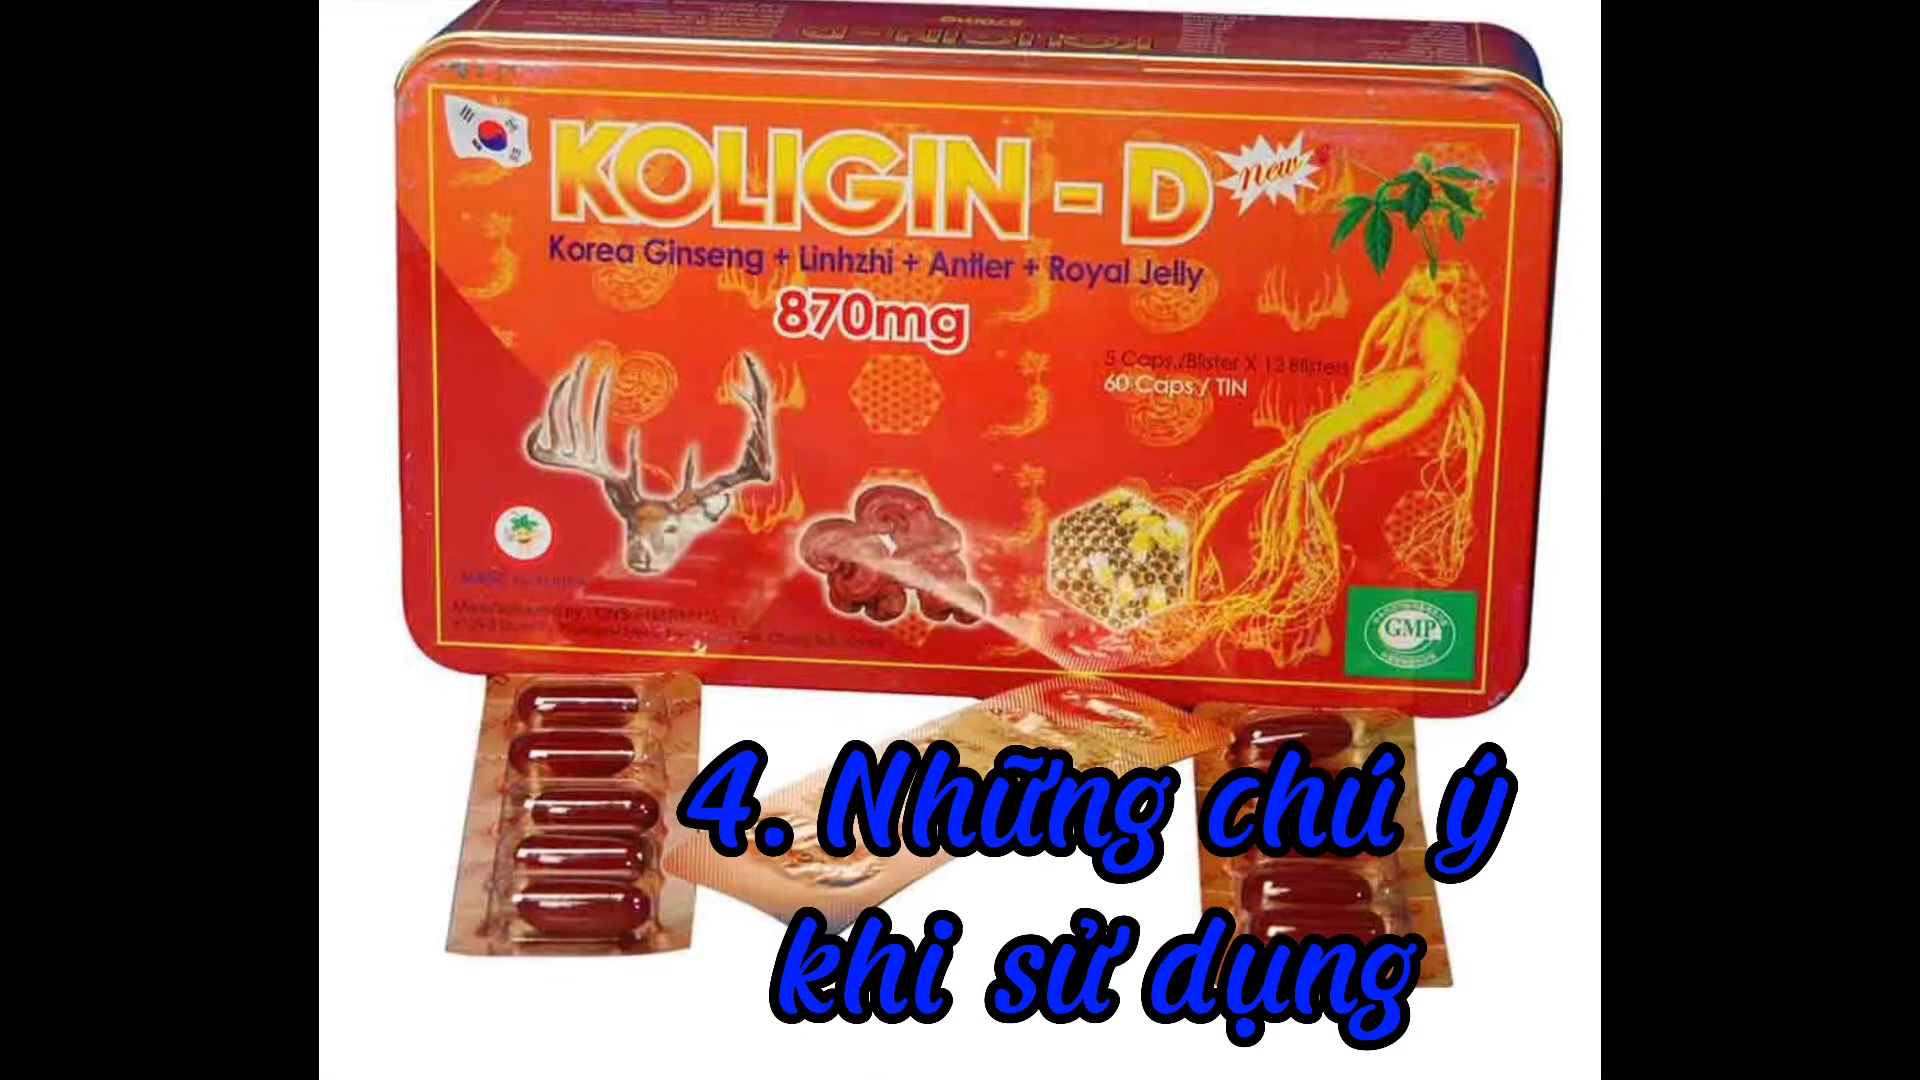 KOLIGIN - D
New
Korea Ginseng + Linhzhi + Antler + Royal Jelly
870mg
5 Caps./Blister X 12 Blisters
60 Caps / TIN
GMP
4. Những chú ý
khi sử dụng